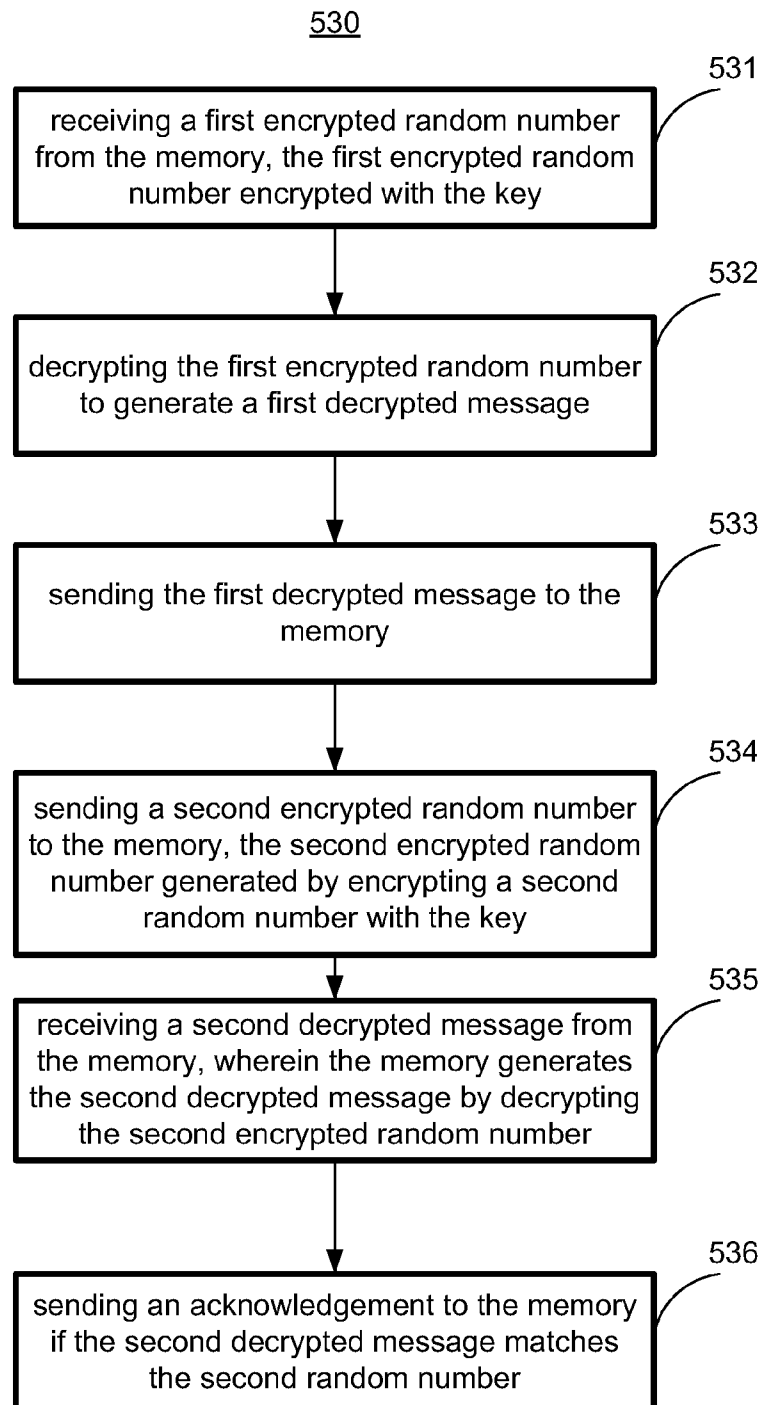 530
531
receiving a first encrypted random number
from the memory, the first encrypted random
number encrypted with the key
532
decrypting the first encrypted random number
to generate a first decrypted message
533
sending the first decrypted message to the
memory
534
sending a second encrypted random number
to the memory, the second encrypted random
number generated by encrypting a second
random number with the key
535
receiving a second decrypted message from
the memory, wherein the memory generates
the second decrypted message by decrypting
the second encrypted random number
536
sending an acknowledgement to the memory
if the second decrypted message matches
the second random number